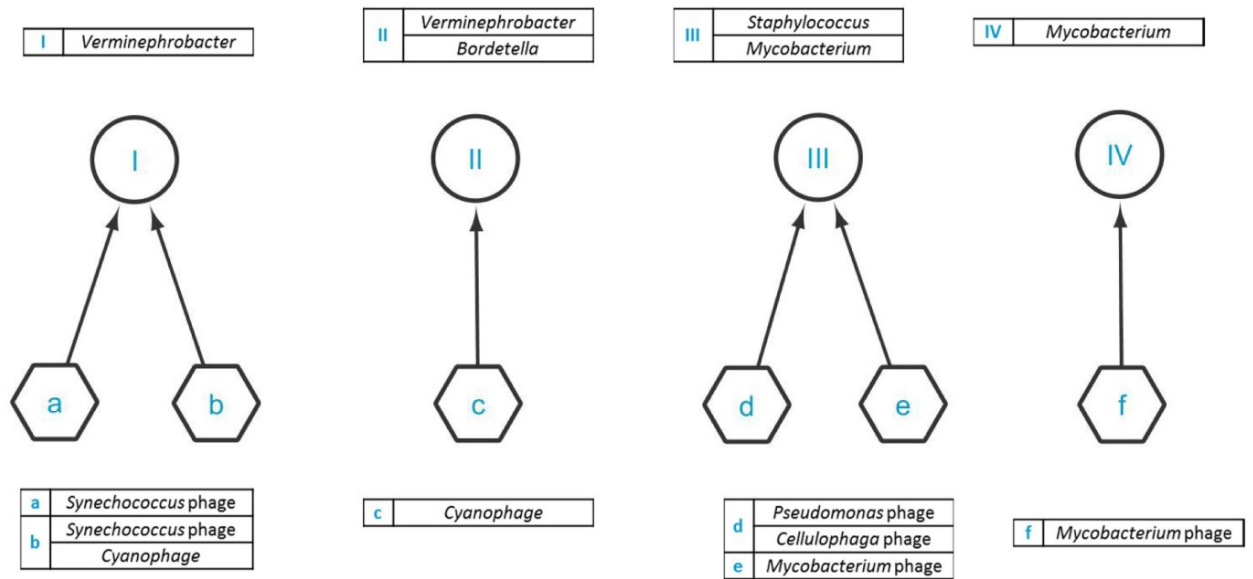 I Verminephrobacter
II Verminephrobacter
Bordetella
III Staphylococcus
Mycobacterium
IV Mycobacterium
I
II
III
IV
a
b
c
d
e
f
a Synechococcus phage
b Synechococcus phage
Cyanophage
c Cyanophage
d Pseudomonas phage
Cellulophaga phage
e Mycobacterium phage
f Mycobacterium phage